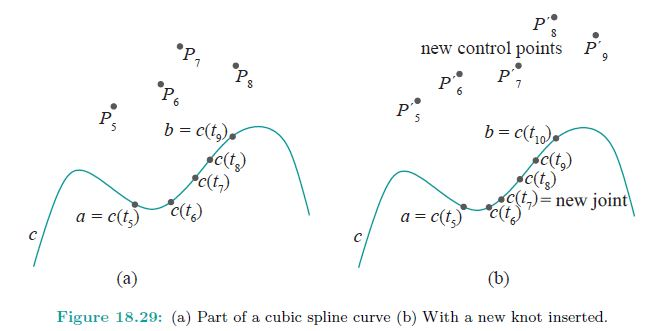 P₇
P₈
P₆
P₅
b = c(t₉)
c(t₈)
c(t₇)
c(t₆)
a = c(t₅)
c
(a)
P′₈
new control points P′₉
P′₆ P′₇
P′₅
b = c(t₁₀)
c(t₉)
c(t₈)
c(t₇)= new joint
c(t₆)
a = c(t₅)
c
(b)
Figure 18.29: (a) Part of a cubic spline curve (b) With a new knot inserted.